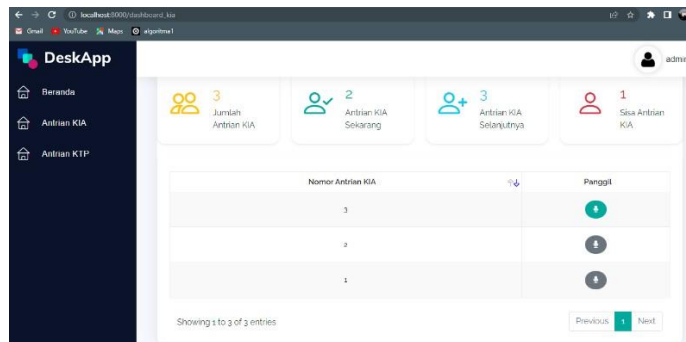 localhost:8000/dashboard_kia
Gmail YouTube Maps algoritma1
DeskApp
admin
Beranda
Antrian KIA
Antrian KTP
3
Jumlah
Antrian KIA
2
Antrian KIA
Sekarang
3
Antrian KIA
Selanjutnya
1
Sisa Antrian
KIA
Nomor Antrian KIA Panggil
3
2
1
Showing 1 to 3 of 3 entries
Previous 1 Next